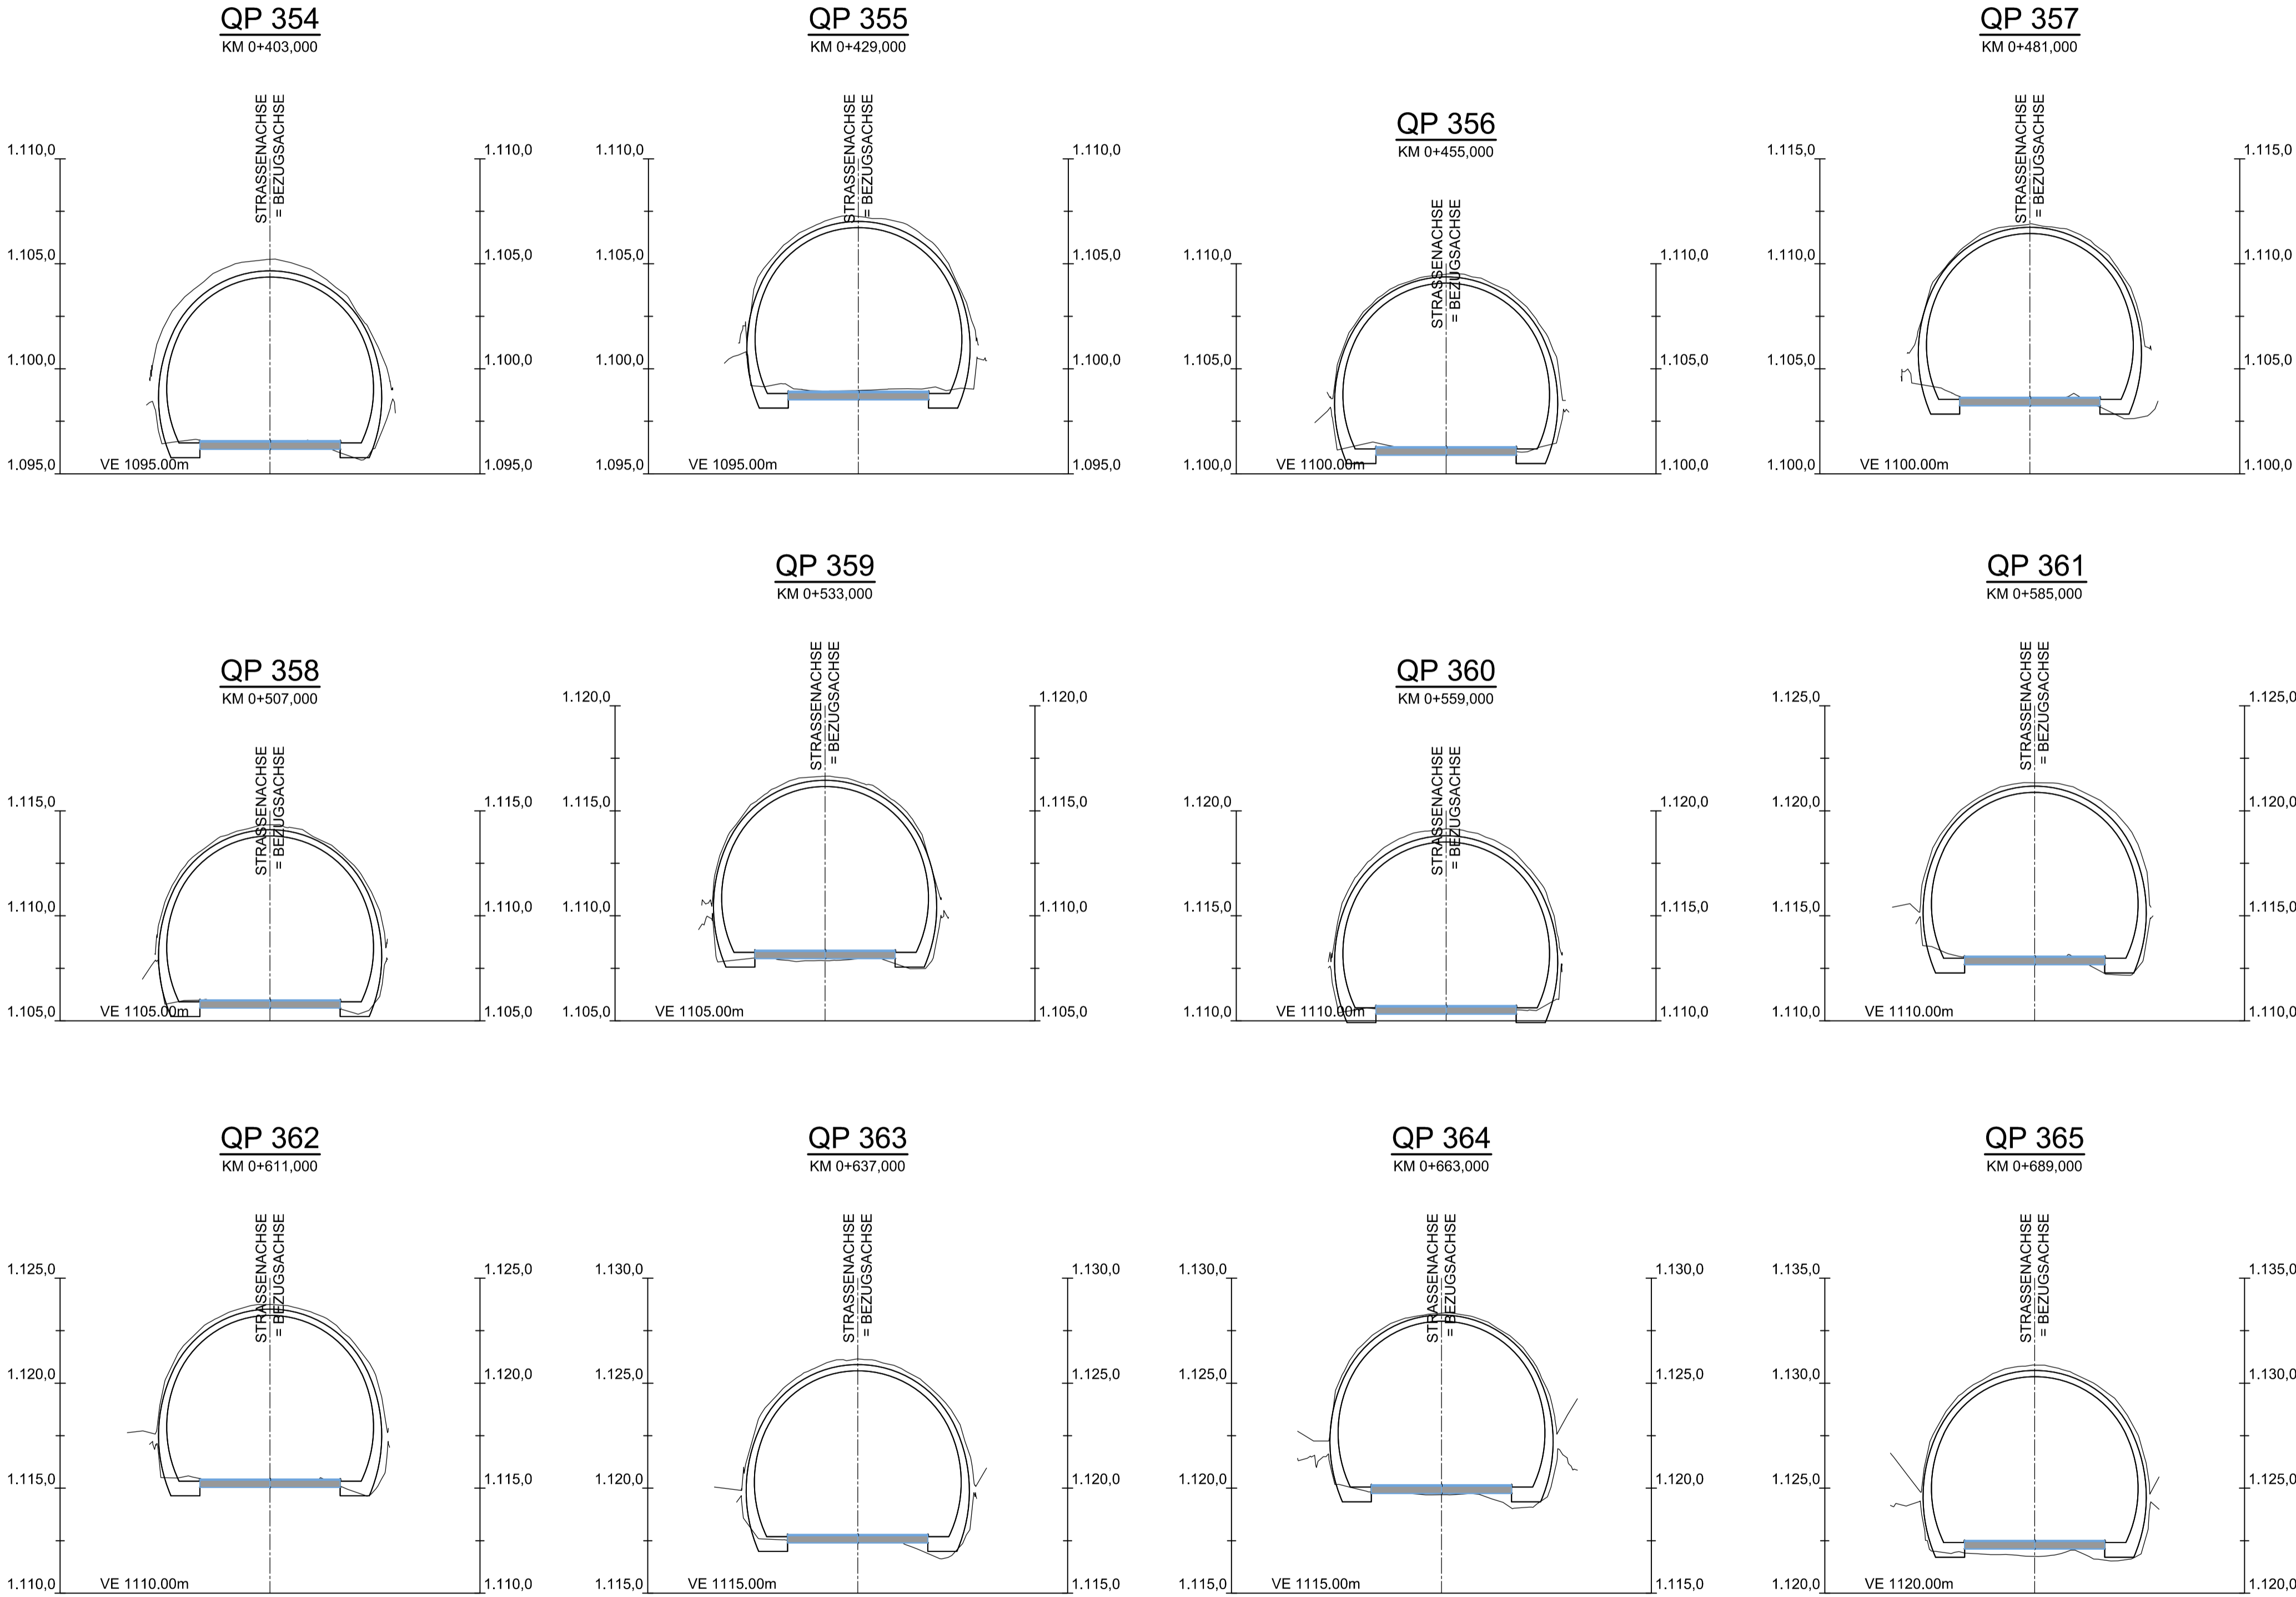 QP 354
KM 0+403,000
STRASSENACHSE
= BEZUGSACHSE
1.110,0
1.105,0
1.100,0
1.095,0
1.110,0
1.105,0
1.100,0
1.095,0
VE 1095.00m
QP 355
KM 0+429,000
STRASSENACHSE
= BEZUGSACHSE
1.110,0
1.105,0
1.100,0
1.095,0
1.110,0
1.105,0
1.100,0
1.095,0
VE 1095.00m
QP 356
KM 0+455,000
STRASSENACHSE
= BEZUGSACHSE
1.110,0
1.105,0
1.100,0
1.110,0
1.105,0
1.100,0
VE 1100.00m
QP 357
KM 0+481,000
STRASSENACHSE
= BEZUGSACHSE
1.115,0
1.110,0
1.105,0
1.100,0
1.115,0
1.110,0
1.105,0
1.100,0
VE 1100.00m
QP 358
KM 0+507,000
STRASSENACHSE
= BEZUGSACHSE
1.115,0
1.110,0
1.105,0
1.115,0
1.110,0
1.105,0
VE 1105.00m
QP 359
KM 0+533,000
STRASSENACHSE
= BEZUGSACHSE
1.120,0
1.115,0
1.110,0
1.105,0
1.120,0
1.115,0
1.110,0
1.105,0
VE 1105.00m
QP 360
KM 0+559,000
STRASSENACHSE
= BEZUGSACHSE
1.120,0
1.115,0
1.110,0
1.120,0
1.115,0
1.110,0
VE 1110.00m
QP 361
KM 0+585,000
STRASSENACHSE
= BEZUGSACHSE
1.125,0
1.120,0
1.115,0
1.110,0
1.125,0
1.120,0
1.115,0
1.110,0
VE 1110.00m
QP 362
KM 0+611,000
STRASSENACHSE
= BEZUGSACHSE
1.125,0
1.120,0
1.115,0
1.110,0
1.125,0
1.120,0
1.115,0
1.110,0
VE 1110.00m
QP 363
KM 0+637,000
STRASSENACHSE
= BEZUGSACHSE
1.130,0
1.125,0
1.120,0
1.115,0
1.130,0
1.125,0
1.120,0
1.115,0
VE 1115.00m
QP 364
KM 0+663,000
STRASSENACHSE
= BEZUGSACHSE
1.130,0
1.125,0
1.120,0
1.115,0
1.130,0
1.125,0
1.120,0
1.115,0
VE 1115.00m
QP 365
KM 0+689,000
STRASSENACHSE
= BEZUGSACHSE
1.135,0
1.130,0
1.125,0
1.120,0
1.135,0
1.130,0
1.125,0
1.120,0
VE 1120.00m